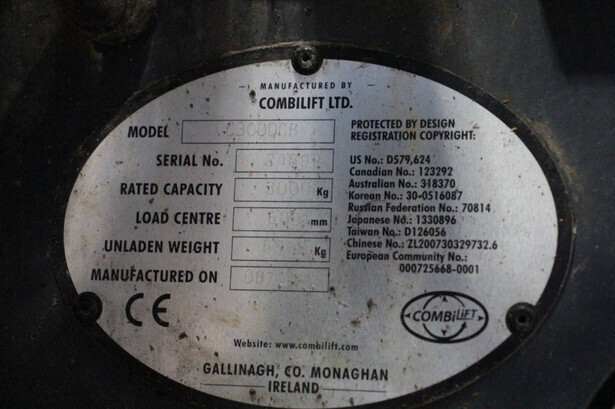 MANUFACTURED BY
COMBILIFT LTD.
MODEL
SERIAL No.
RATED CAPACITY Kg
LOAD CENTRE mm
UNLADEN WEIGHT Kg
MANUFACTURED ON
PROTECTED BY DESIGN
REGISTRATION COPYRIGHT:
US No.: D579,624
Canadian No.: 123292
Australian No.: 318370
Korean No.: 30-0516087
Russian Federation No.: 70814
Japanese No.: 1330896
Taiwan No.: D126056
Chinese No.: ZL200730329732.6
European Community No.:
000725668-0001
CE
COMBiLiFT
Website: www.combilift.com
GALLINAGH, CO. MONAGHAN
IRELAND